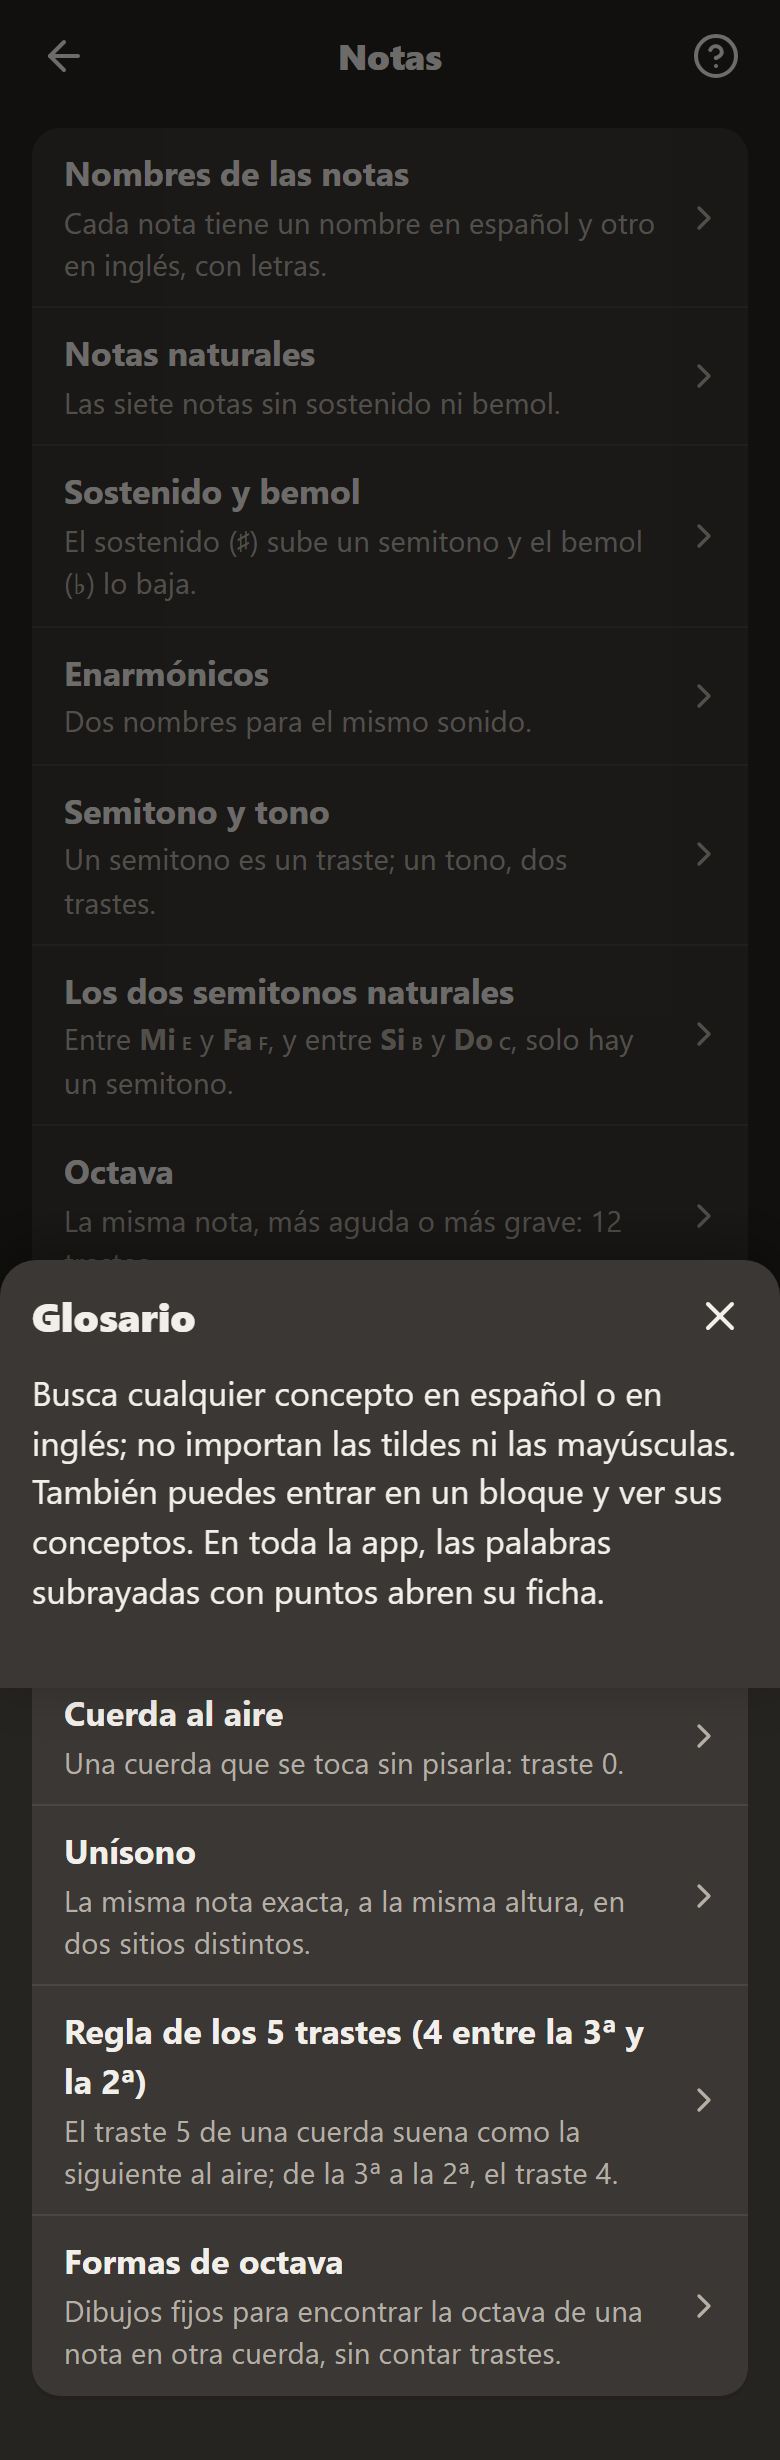 Notas
Nombres de las notas
Cada nota tiene un nombre en español y otro
en inglés, con letras.
Notas naturales
Las siete notas sin sostenido ni bemol.
Sostenido y bemol
El sostenido (♯) sube un semitono y el bemol
(♭) lo baja.
Enarmónicos
Dos nombres para el mismo sonido.
Semitono y tono
Un semitono es un traste; un tono, dos
trastes.
Los dos semitonos naturales
Entre Mi E y Fa F, y entre Si B y Do C, solo hay
un semitono.
Octava
La misma nota, más aguda o más grave: 12
Glosario
Busca cualquier concepto en español o en
inglés; no importan las tildes ni las mayúsculas.
También puedes entrar en un bloque y ver sus
conceptos. En toda la app, las palabras
subrayadas con puntos abren su ficha.
Cuerda al aire
Una cuerda que se toca sin pisarla: traste 0.
Unísono
La misma nota exacta, a la misma altura, en
dos sitios distintos.
Regla de los 5 trastes (4 entre la 3ª y
la 2ª)
El traste 5 de una cuerda suena como la
siguiente al aire; de la 3ª a la 2ª, el traste 4.
Formas de octava
Dibujos fijos para encontrar la octava de una
nota en otra cuerda, sin contar trastes.